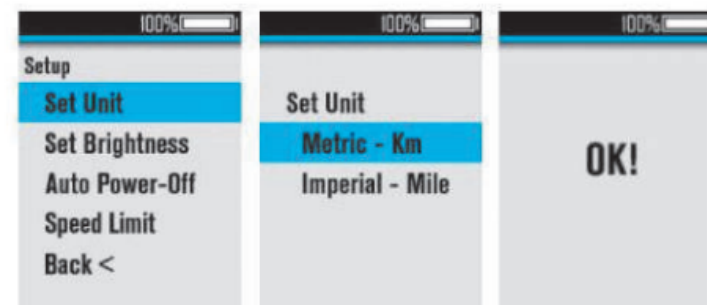 100%
Setup
Set Unit
Set Brightness
Auto Power-Off
Speed Limit
Back <
100%
Set Unit
Metric - Km
Imperial - Mile
100%
OK!